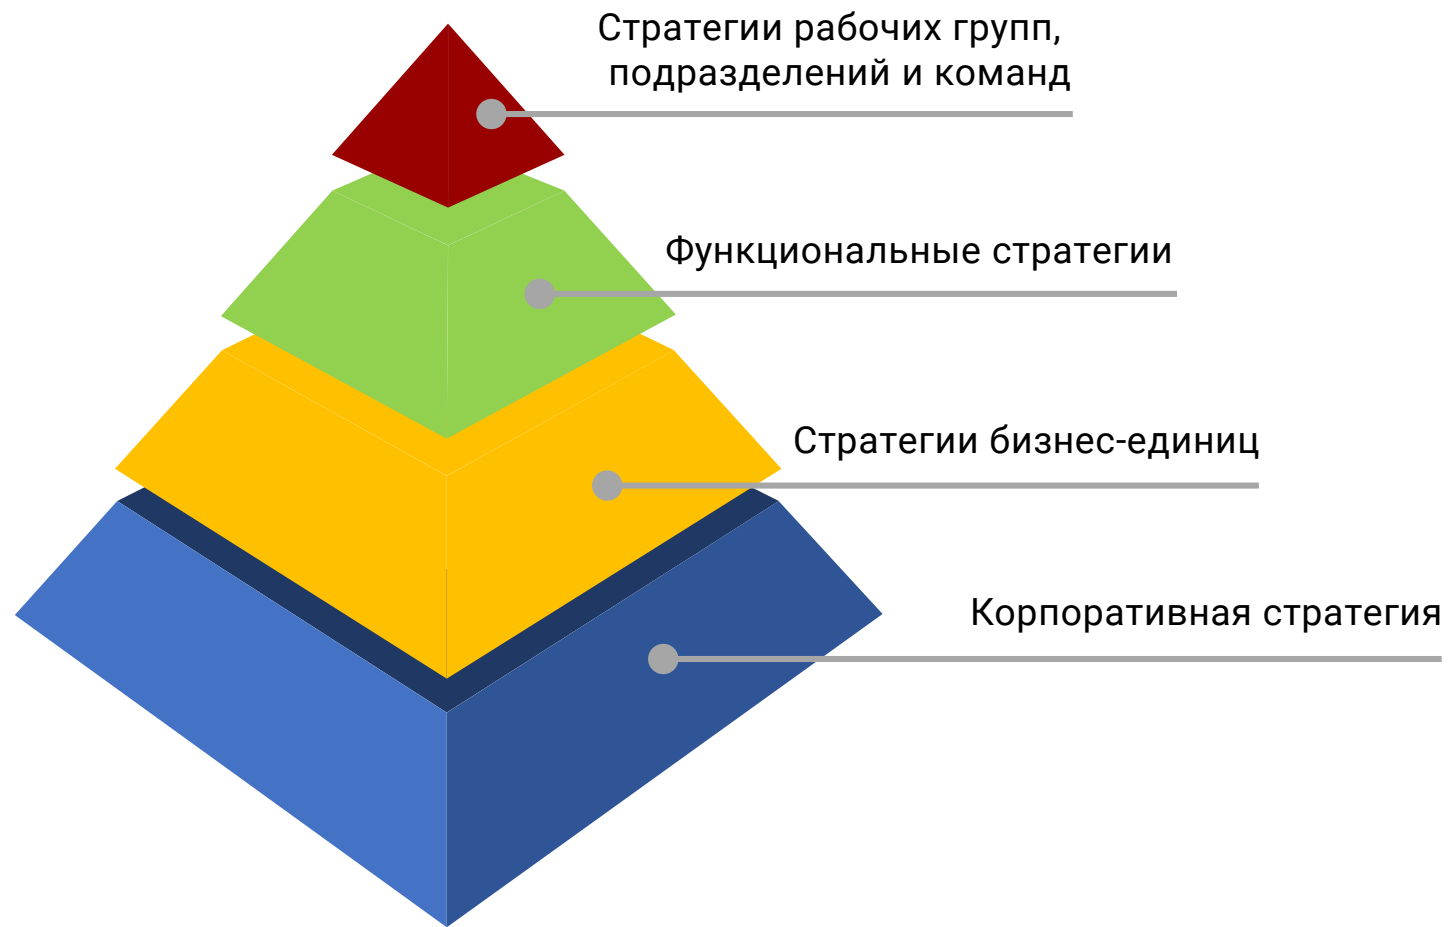 Стратегии рабочих групп,
подразделений и команд
Функциональные стратегии
Стратегии бизнес-единиц
Корпоративная стратегия